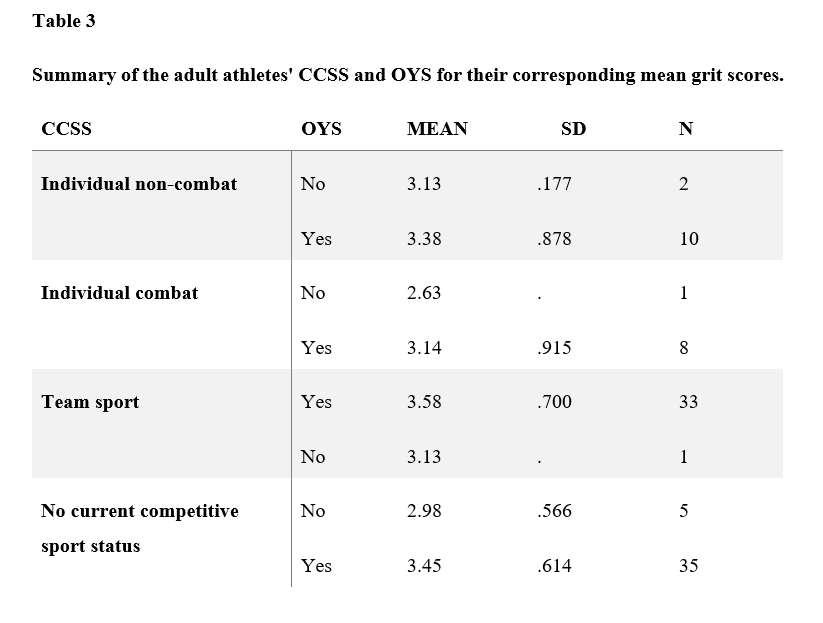 Table 3
Summary of the adult athletes' CCSS and OYS for their corresponding mean grit scores.
CCSS OYS MEAN SD N
Individual non-combat No 3.13 .177 2
Yes 3.38 .878 10
Individual combat No 2.63 . 1
Yes 3.14 .915 8
Team sport Yes 3.58 .700 33
No 3.13 . 1
No current competitive No 2.98 .566 5
sport status
Yes 3.45 .614 35